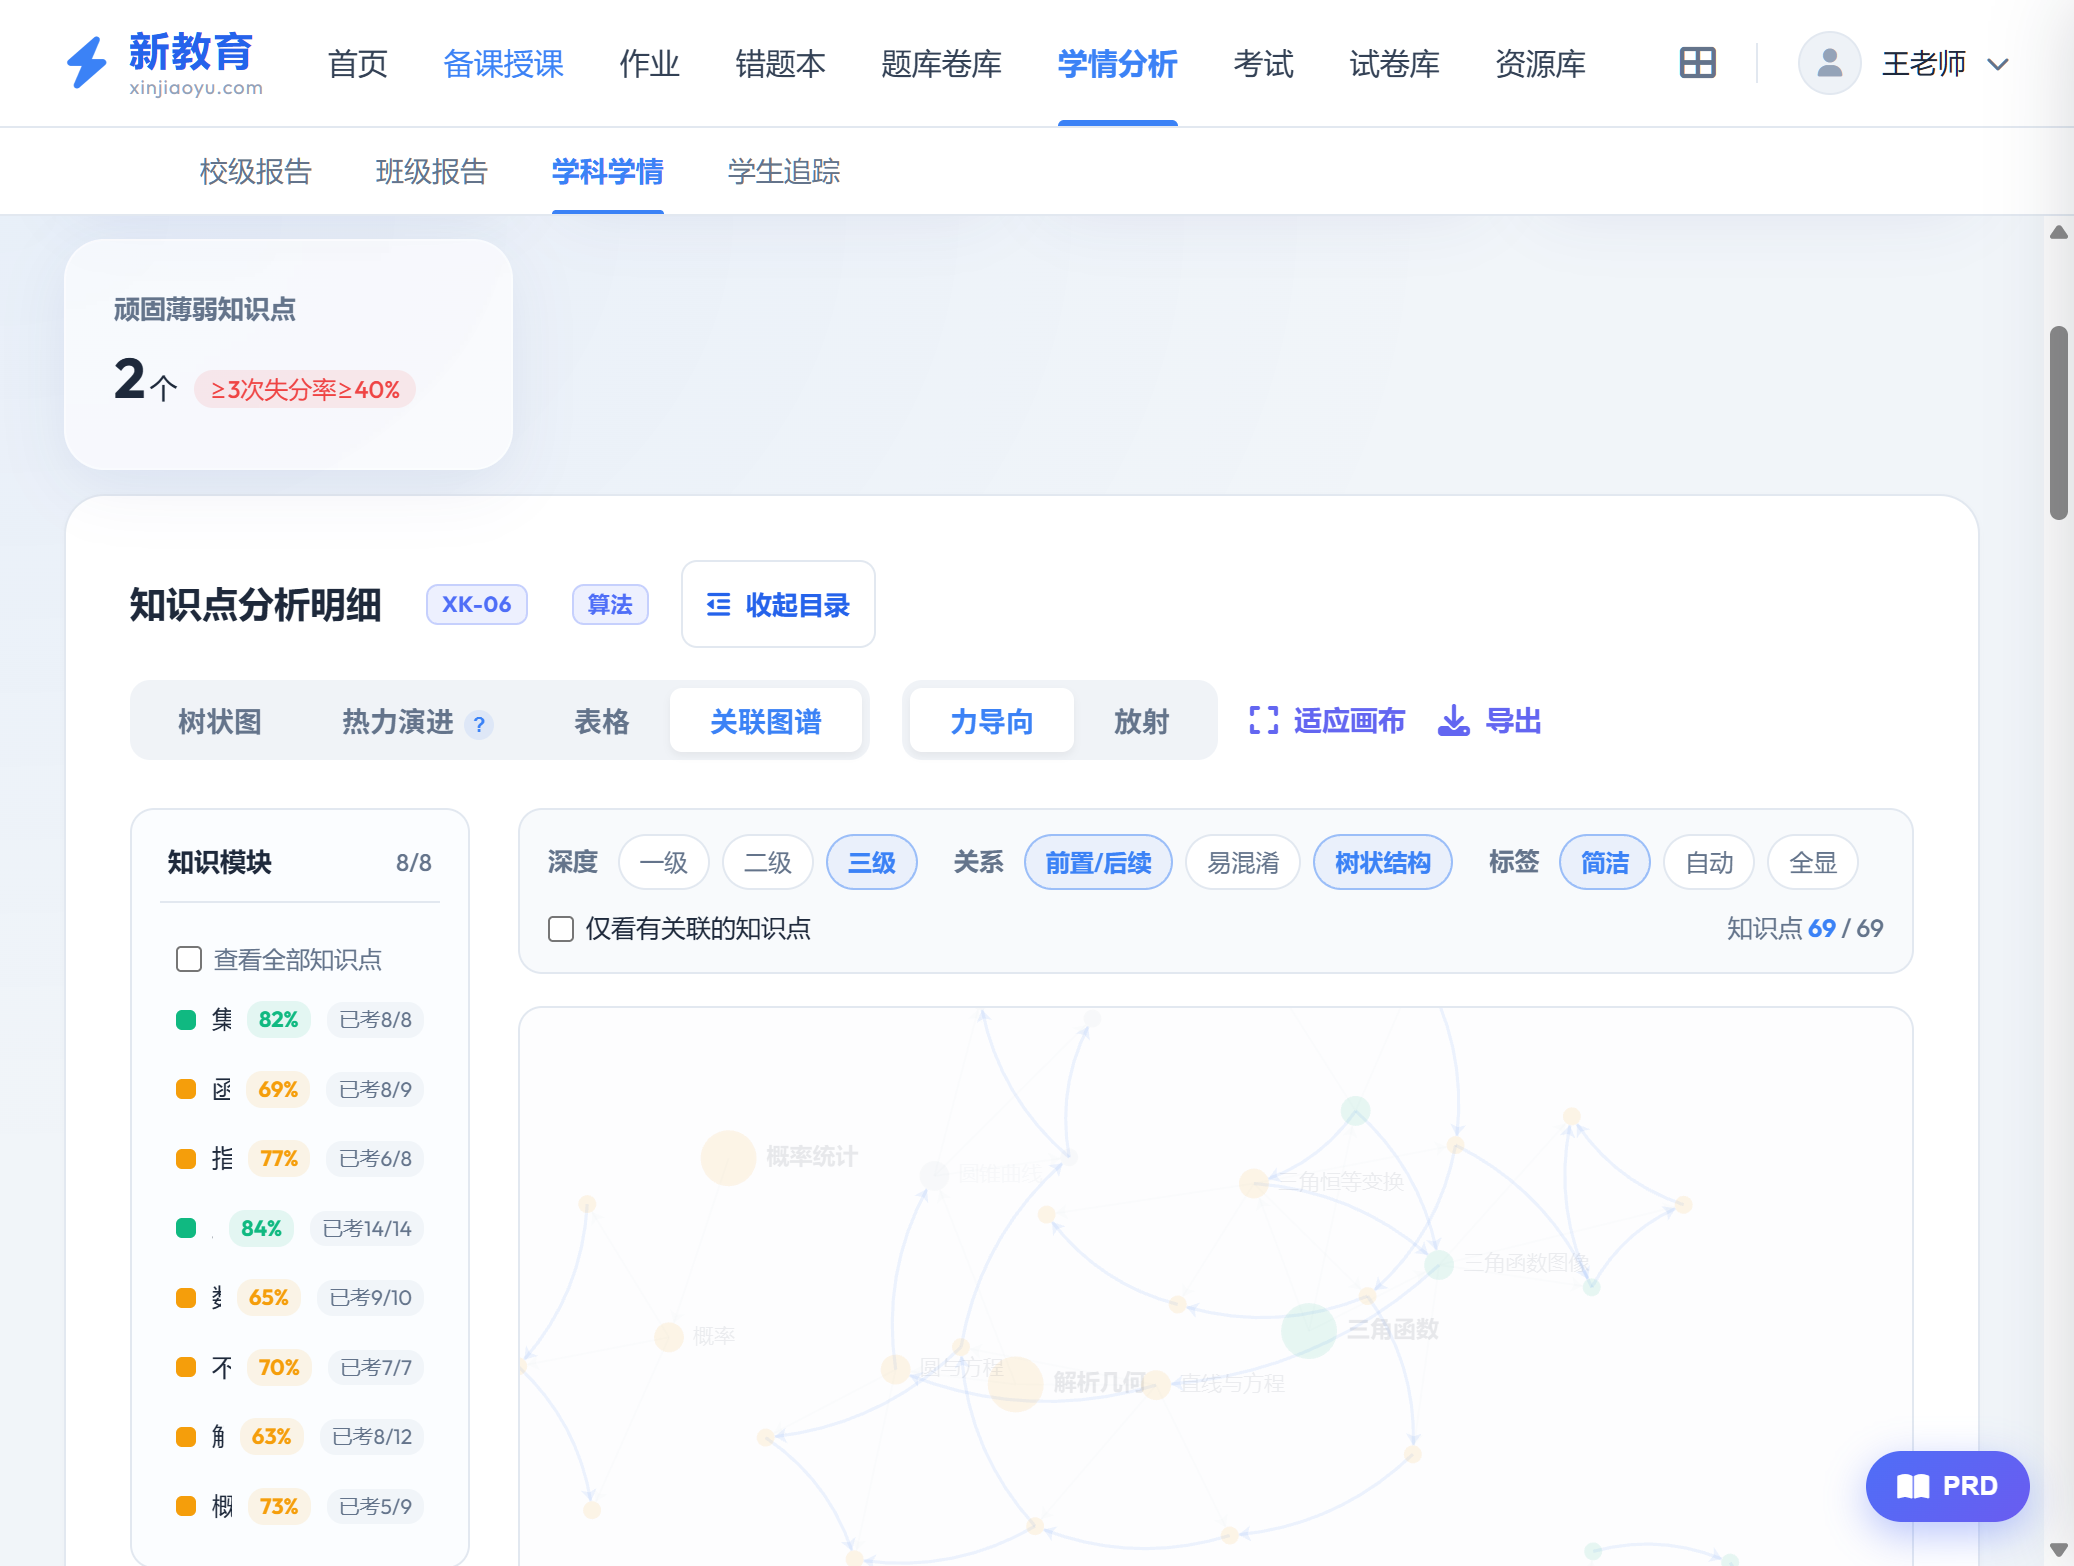 新教育
xinjiaoyu.com
首页 备课授课 作业 错题本 题库卷库 学情分析 考试 试卷库 资源库 王老师
校级报告 班级报告 学科学情 学生追踪
顽固薄弱知识点
2个 ≥3次失分率≥40%
知识点分析明细 XK-06 算法 收起目录
树状图 热力演进 ? 表格 关联图谱 力导向 放射 适应画布 导出
知识模块 8/8
查看全部知识点
集 82% 已考8/8
函 69% 已考8/9
指 77% 已考6/8
84% 已考14/14
65% 已考9/10
不 70% 已考7/7
63% 已考8/12
概 73% 已考5/9
深度 一级 二级 三级 关系 前置/后续 易混淆 树状结构 标签 简洁 自动 全显
仅看有关联的知识点 知识点 69 / 69
概率统计
圆锥曲线
三角恒等变换
三角函数图像
三角函数
概率
圆与方程
解析几何
直线与方程
PRD